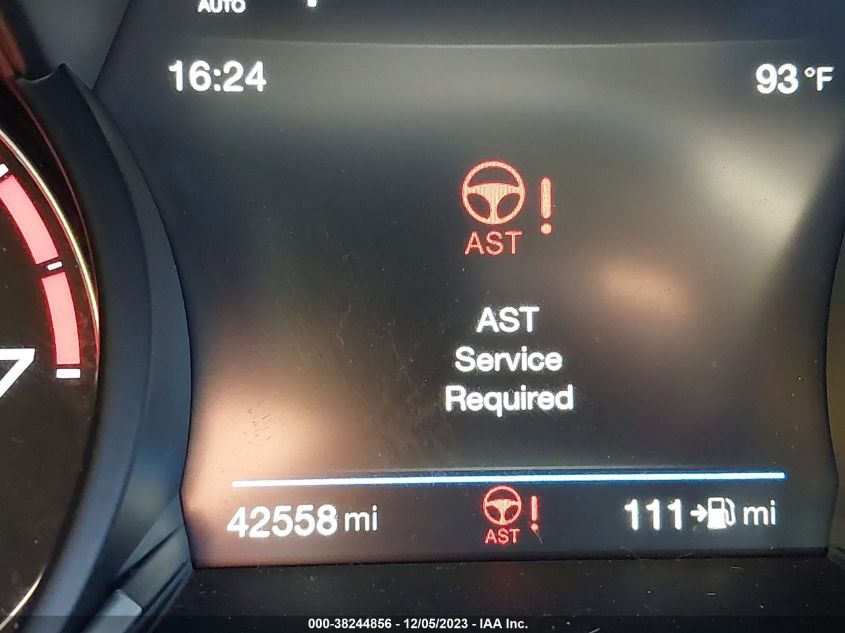 AUTO
16:24 93 °F
AST
AST
Service
Required
42558 mi 111 mi
AST
7
000-38244856 - 12/05/2023 - IAA Inc.